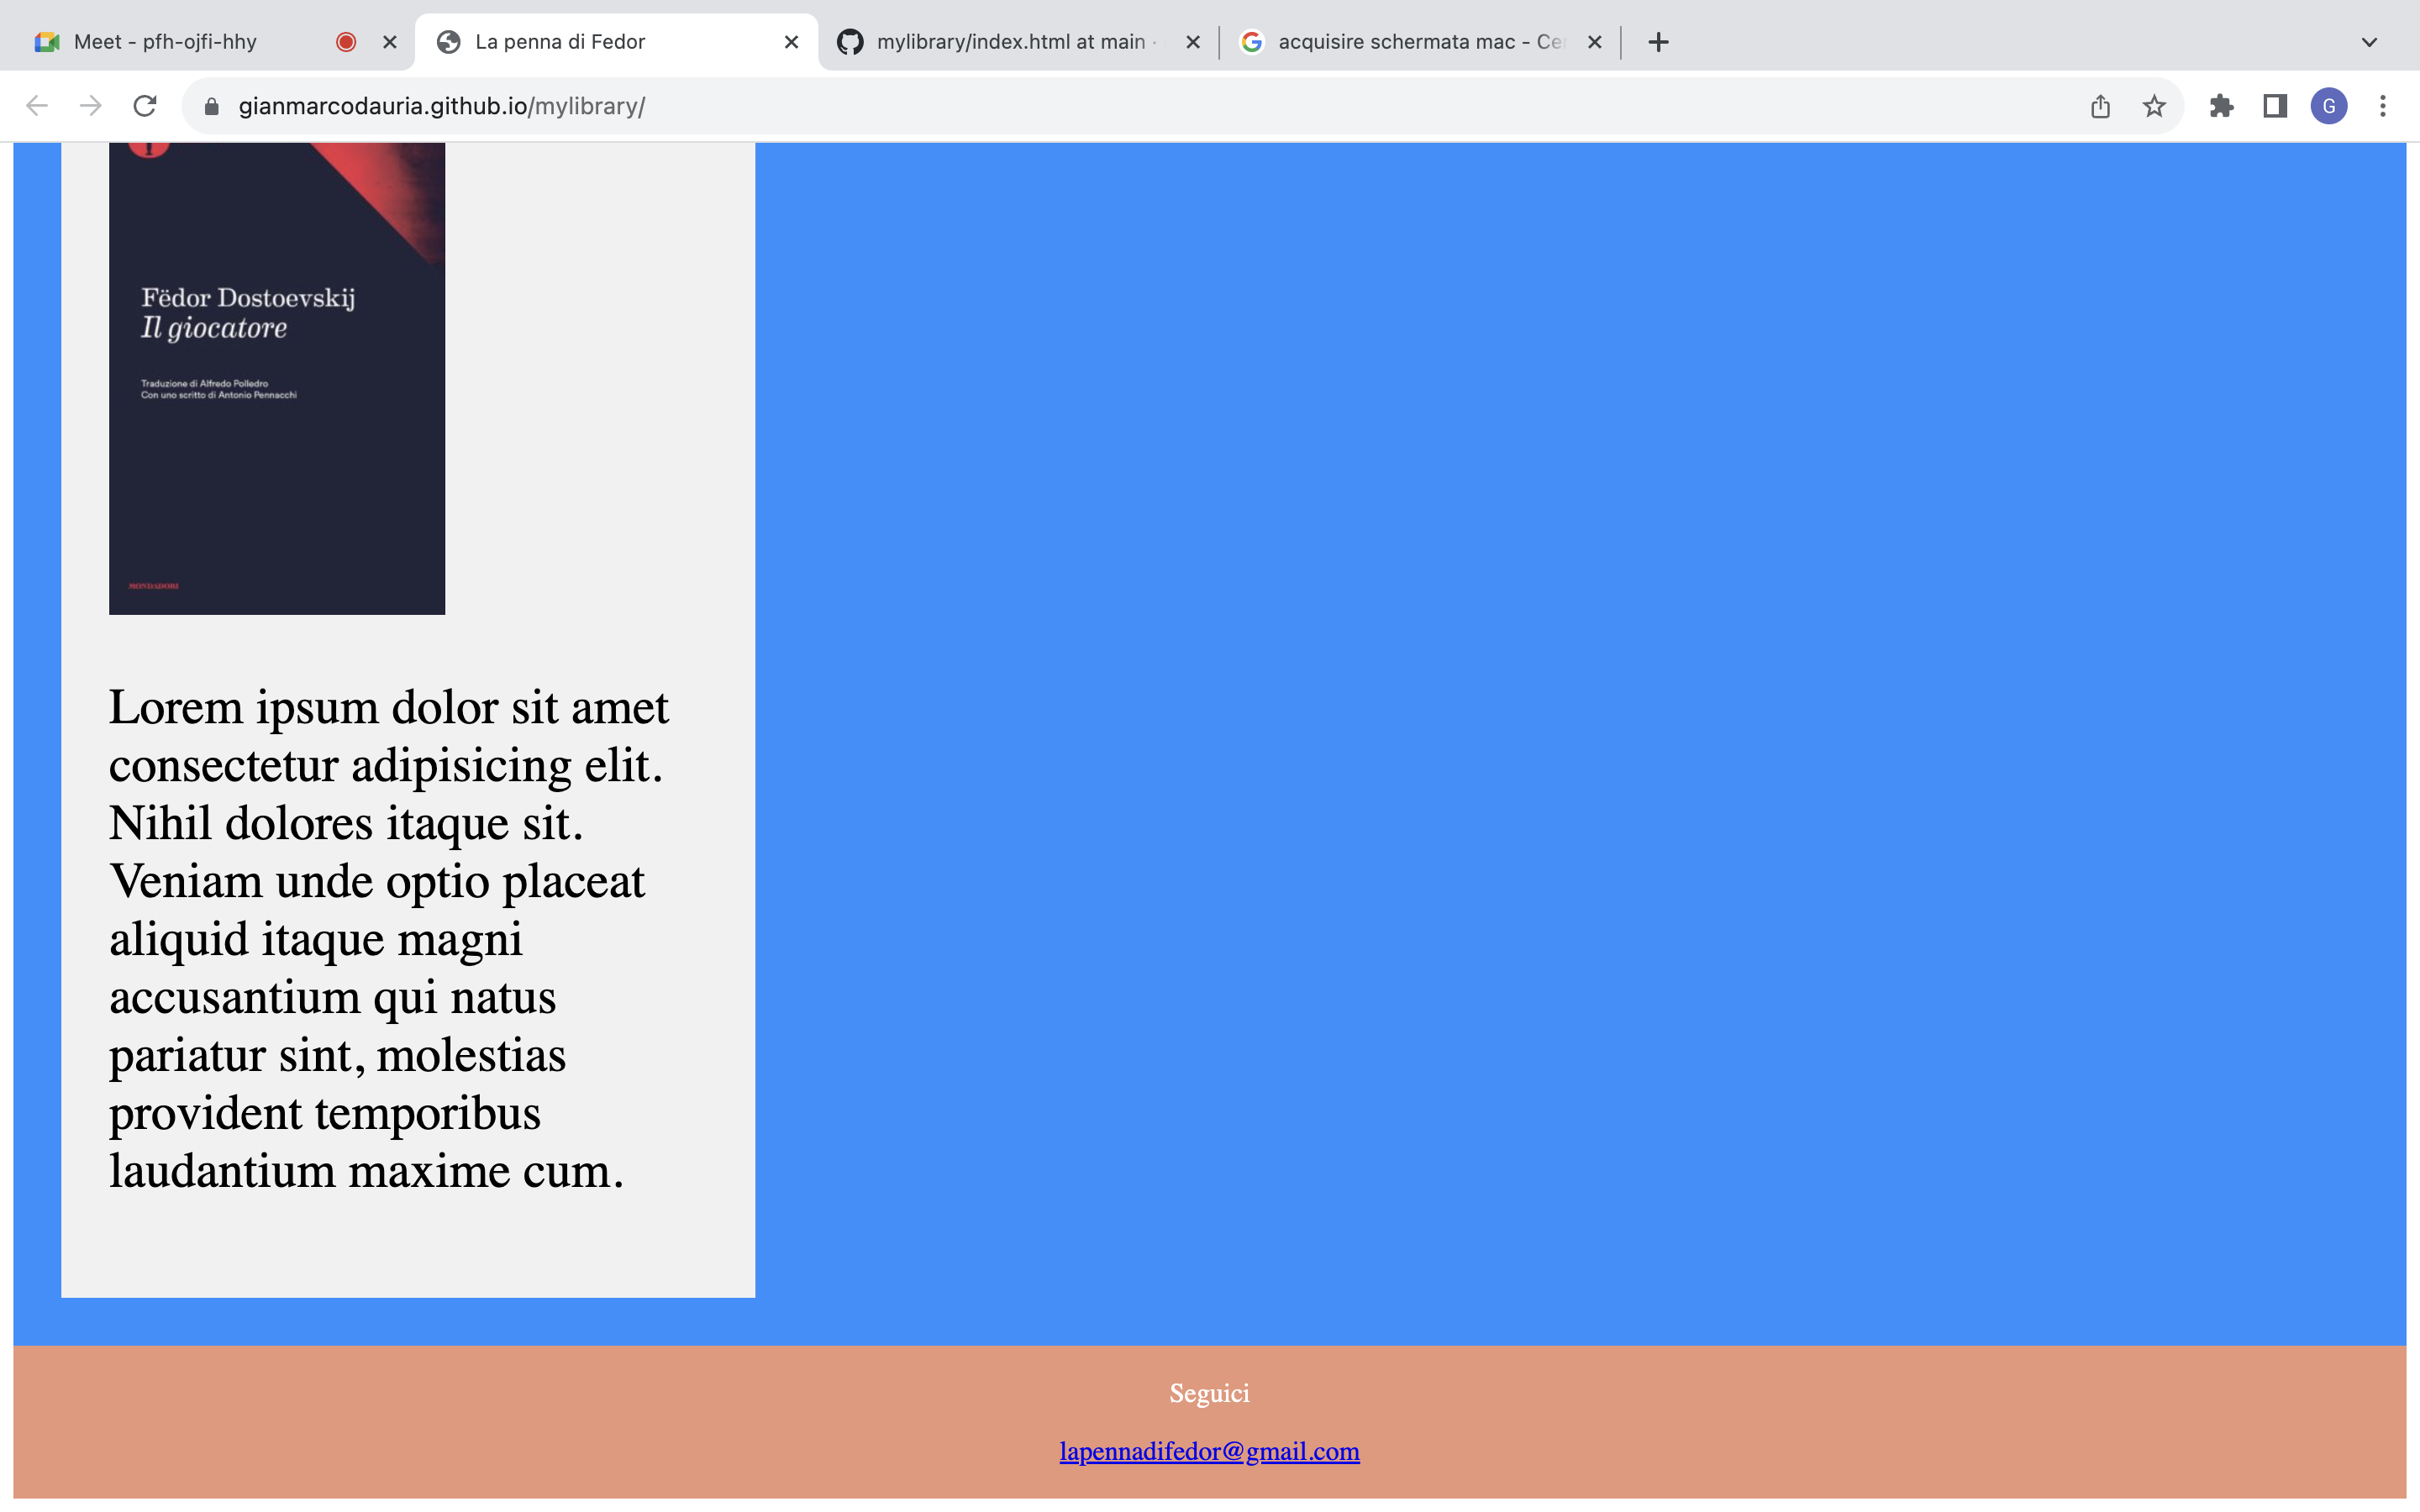 Meet - pfh-ojfi-hhy
La penna di Fedor
mylibrary/index.html at main ·
acquisire schermata mac - Ce
gianmarcodauria.github.io/mylibrary/
G
Fëdor Dostoevskij
Il giocatore
Traduzione di Alfredo Polledro
Con uno scritto di Antonio Pennacchi
MONDADORI
Lorem ipsum dolor sit amet
consectetur adipisicing elit.
Nihil dolores itaque sit.
Veniam unde optio placeat
aliquid itaque magni
accusantium qui natus
pariatur sint, molestias
provident temporibus
laudantium maxime cum.
Seguici
lapennadifedor@gmail.com